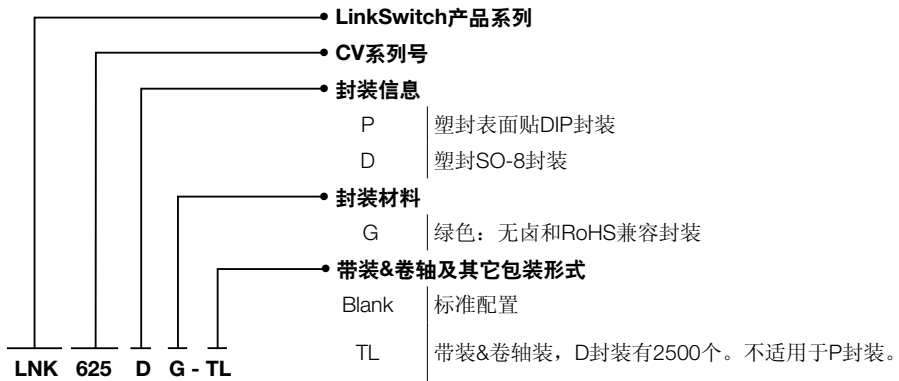 • LinkSwitch产品系列
• CV系列号
• 封装信息
P 塑封表面贴DIP封装
D 塑封SO-8封装
• 封装材料
G 绿色：无卤和RoHS兼容封装
• 带装&卷轴及其它包装形式
Blank 标准配置
TL 带装&卷轴装，D封装有2500个。不适用于P封装。
LNK 625 D G - TL